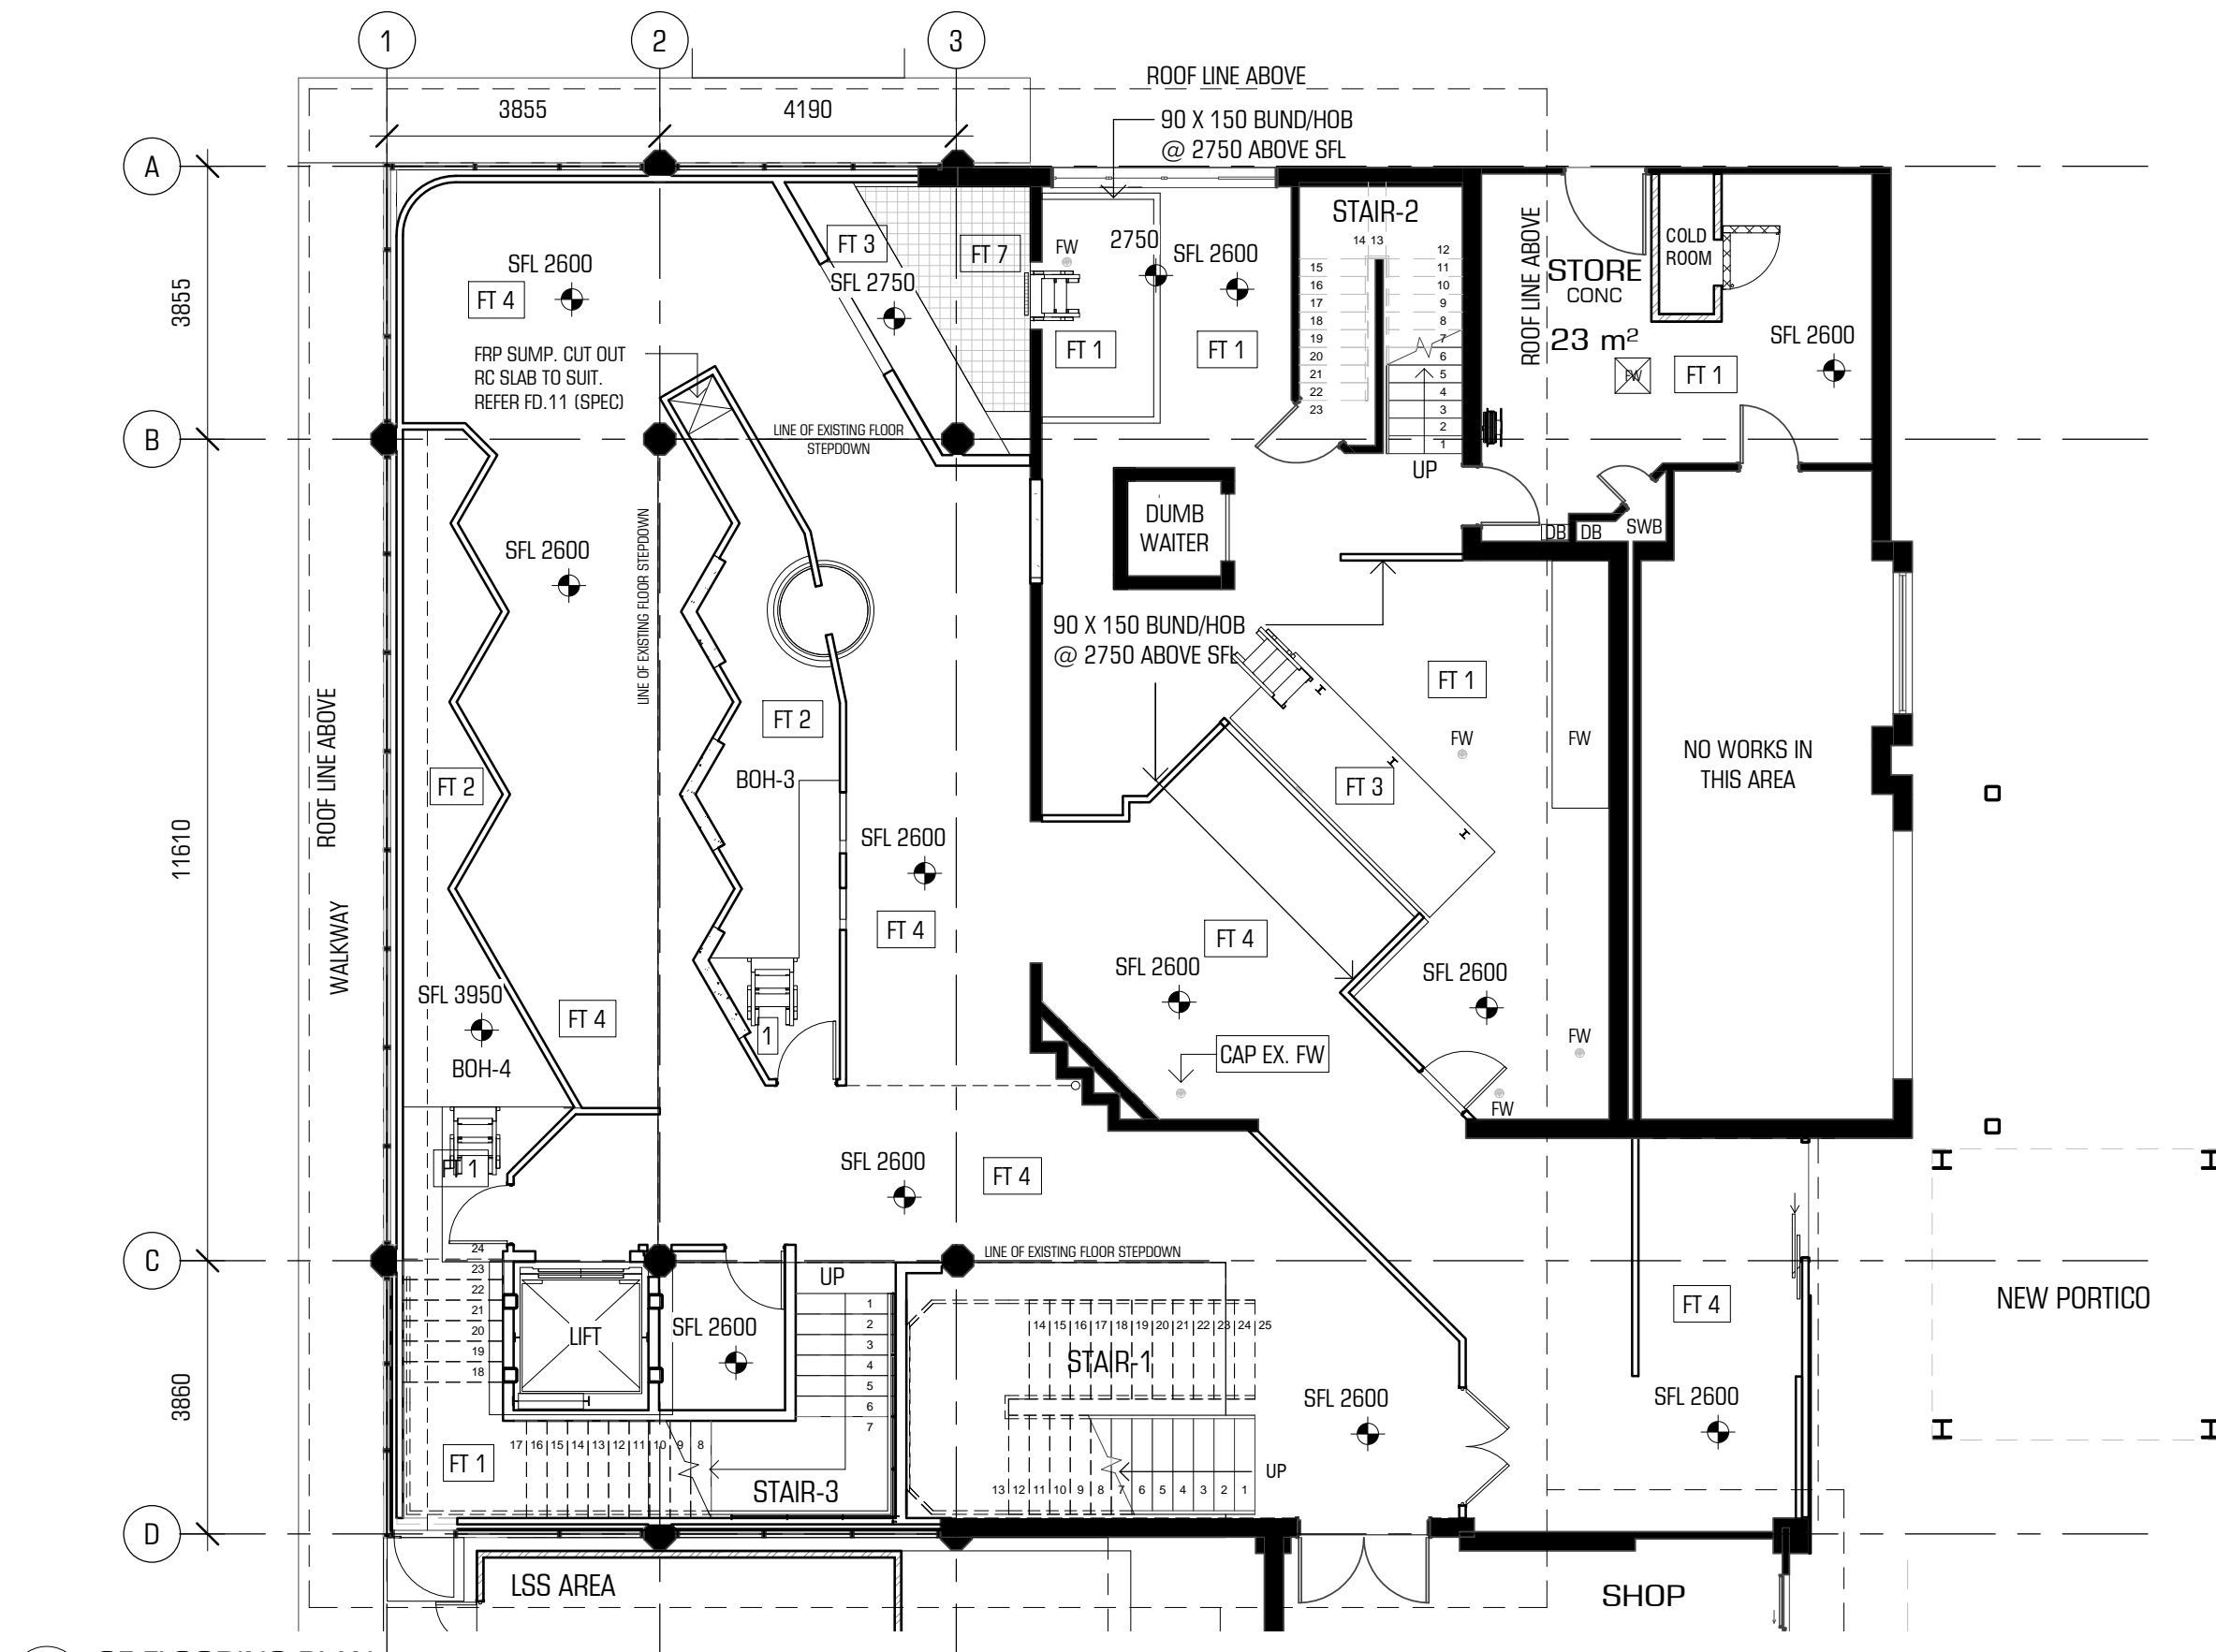 1
2
3
ROOF LINE ABOVE
3855
4190
90 X 150 BUND/HOB
@ 2750 ABOVE SFL
A
STAIR-2
14 13
12
11
10
9
8
7
6
5
4
3
2
1
UP
15
16
17
18
19
20
21
22
23
FT 3
SFL 2750
FT 7
FW
2750
SFL 2600
FT 1
FT 1
SFL 2600
FT 4
ROOF LINE ABOVE
STORE
CONC
23 m²
COLD
ROOM
SFL 2600
FW
FT 1
3855
FRP SUMP. CUT OUT
RC SLAB TO SUIT.
REFER FD.11 (SPEC)
B
LINE OF EXISTING FLOOR
STEPDOWN
DUMB
WAITER
DB
DB
SWB
SFL 2600
LINE OF EXISTING FLOOR STEPDOWN
90 X 150 BUND/HOB
@ 2750 ABOVE SFL
FT 1
FT 2
FW
FW
NO WORKS IN
THIS AREA
ROOF LINE ABOVE
FT 2
BOH-3
FT 3
11610
SFL 2600
FT 4
FT 4
WALKWAY
SFL 2600
SFL 2600
SFL 3950
FT 4
1
FW
CAP EX. FW
BOH-4
FW
FT 1
SFL 2600
FT 4
C
LINE OF EXISTING FLOOR STEPDOWN
24
23
22
21
20
19
18
UP
1
2
3
4
5
6
7
LIFT
SFL 2600
14 15 16 17 18 19 20 21 22 23 24 25
STAIR-1
FT 4
NEW PORTICO
3860
SFL 2600
SFL 2600
FT 1
17 16 15 14 13 12 11 10 9 8
STAIR-3
13 12 11 10 9 8 7 6 5 4 3 2 1
UP
D
LSS AREA
SHOP